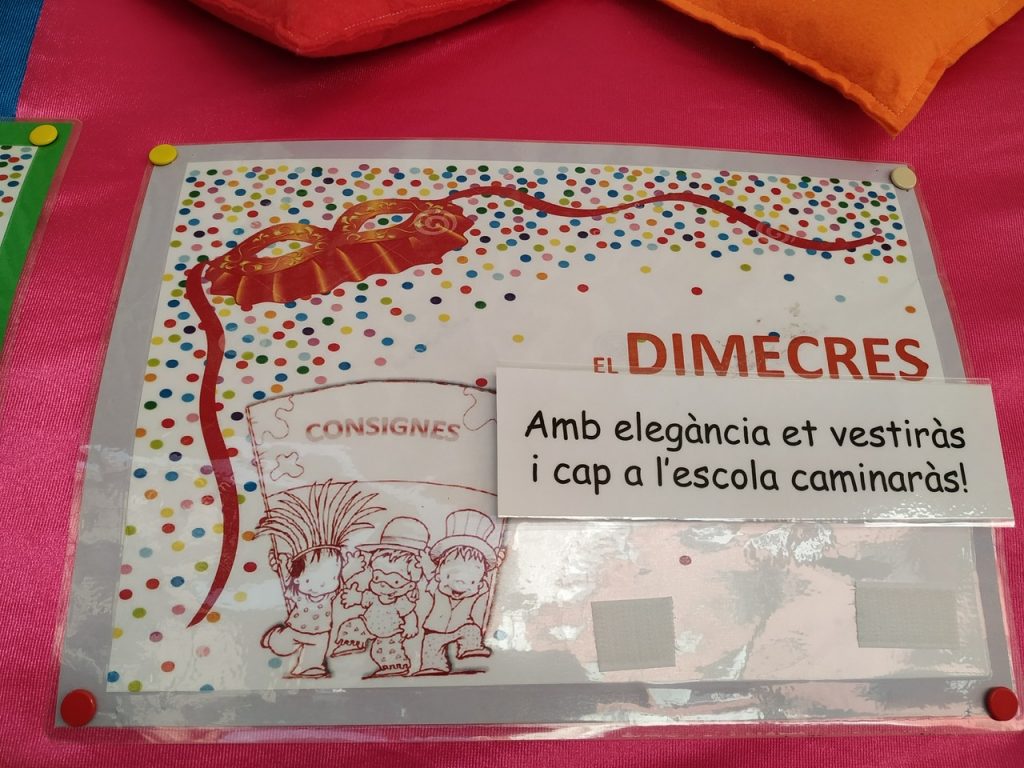 EL DIMECRES
CONSIGNES
Amb elegància et vestiràs
i cap a l'escola caminaràs!